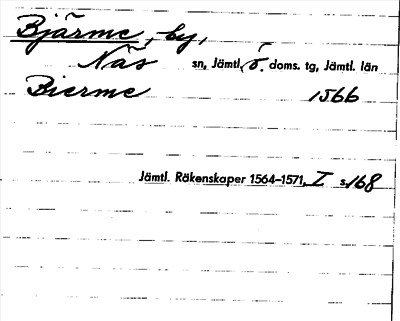 Bjärme, by,
Näs sn, Jämtl. ö. doms. tg, Jämtl. län
Bierme 1566
Jämtl. Räkenskaper 1564-1571, I s. 168